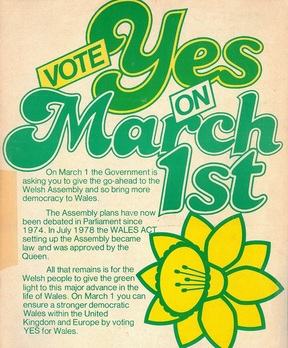 VOTE Yes
ON
March
1st
On March 1 the Government is
asking you to give the go-ahead to the
Welsh Assembly and so bring more
democracy to Wales.
The Assembly plans have now
been debated in Parliament since
1974. In July 1978 the WALES ACT
setting up the Assembly became
law and was approved by the
Queen.
All that remains is for the
Welsh people to give the green
light to this major advance in the
life of Wales. On March 1 you can
ensure a stronger democratic
Wales within the United
Kingdom and Europe by voting
YES for Wales.